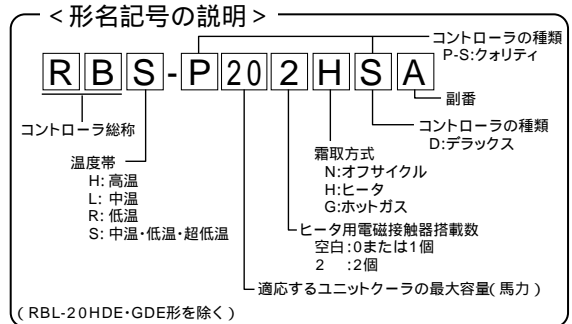 <形名記号の説明>
コントローラの種類
P-S:クォリティ
RBS-P202HSA
副番
コントローラ総称
コントローラの種類
D:デラックス
温度帯
H:高温
L:中温
R:低温
S:中温・低温・超低温
霜取方式
N:オフサイクル
H:ヒータ
G:ホットガス
ヒータ用電磁接触器搭載数
空白:0または1個
2 :2個
適応するユニットクーラの最大容量(馬力)
(RBL-20HDE・GDE形を除く)